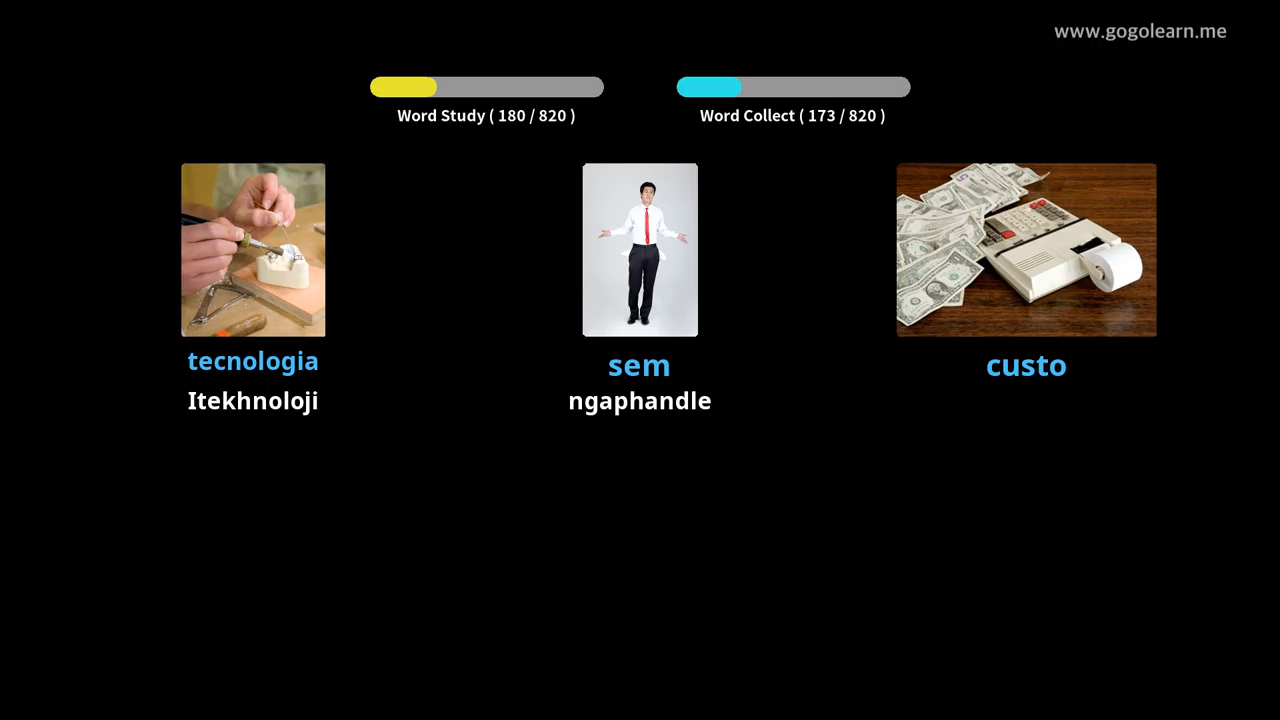 www.gogolearn.me
Word Study ( 180 / 820 )
Word Collect ( 173 / 820 )
tecnologia
Itekhnoloji
sem
ngaphandle
custo